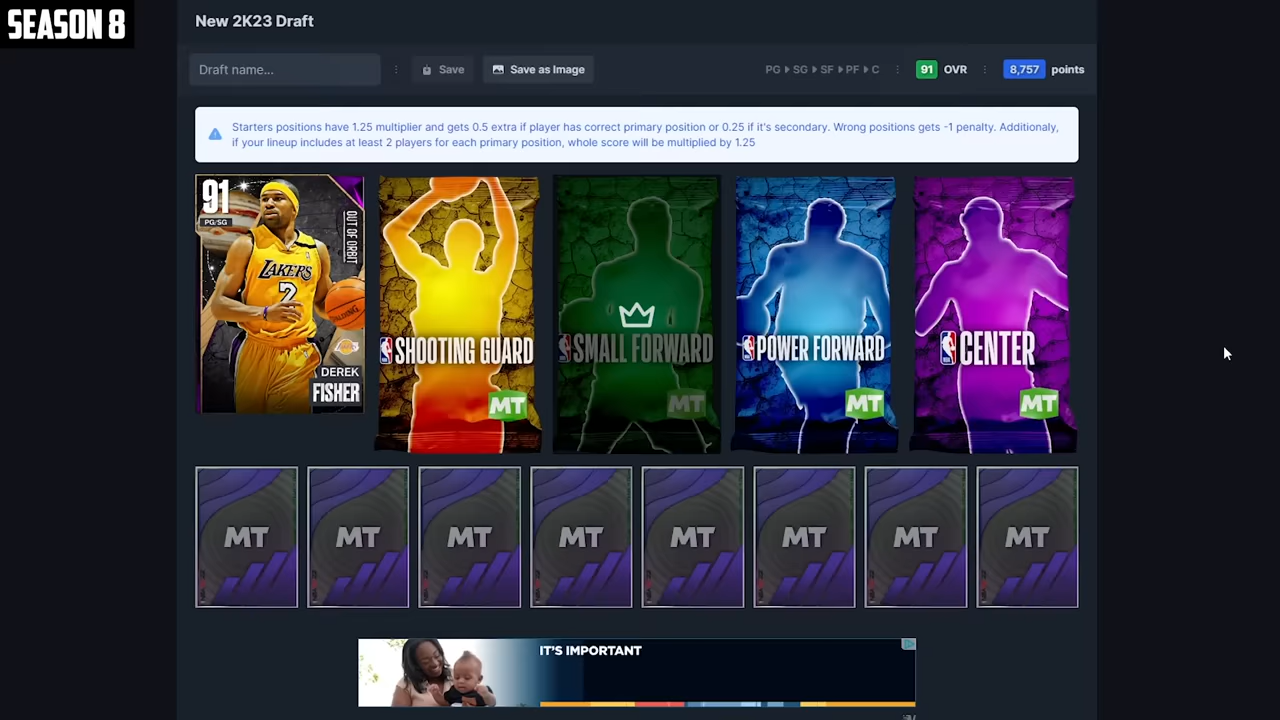 SEASON 8
New 2K23 Draft
Draft name...
Save
Save as Image
PG SG SF PF C
91 OVR
8,757 points
Starters positions have 1.25 multiplier and gets 0.5 extra if player has correct primary position or 0.25 if it's secondary. Wrong positions gets -1 penalty. Additionaly,
if your lineup includes at least 2 players for each primary position, whole score will be multiplied by 1.25
91
PG/SG
OUT OF ORBIT
LAKERS
2
SPALDING
DEREK
FISHER
SHOOTING GUARD
MT
SMALL FORWARD
MT
POWER FORWARD
MT
CENTER
MT
MT
MT
MT
MT
MT
MT
MT
MT
IT'S IMPORTANT